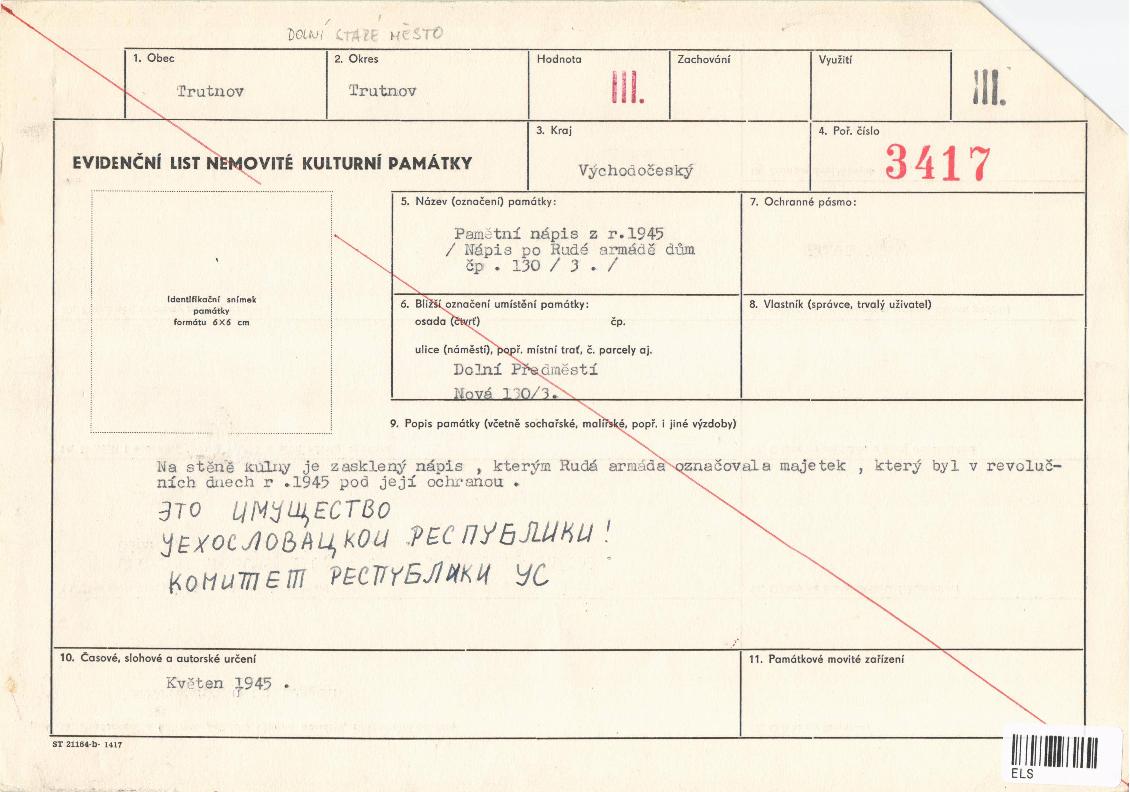 DOLNÍ STARÉ MĚSTO
1. Obec
Trutnov
2. Okres
Trutnov
Hodnota
III.
Zachování
Využití
III.
EVIDENČNÍ LIST NEMOVITÉ KULTURNÍ PAMÁTKY
3. Kraj
Východočeský
4. Poř. číslo
3417
Identifikační snímek
památky
formátu 6×6 cm
5. Název (označení) památky:
Pamětní nápis z r.1945
/ Nápis po Rudé armádě dům
čp . 130 / 3 . /
7. Ochranné pásmo:
6. Bližší označení umístění památky:
osada (čtvrť) čp.
ulice (náměstí), popř. místní trať, č. parcely aj.
Dolní Předměstí
Nová 130/3.
8. Vlastník (správce, trvalý uživatel)
9. Popis památky (včetně sochařské, malířské, popř. i jiné výzdoby)
Na stěně kůlny je zasklený nápis , kterým Rudá armáda označovala majetek , který byl v revoluč-
ních dnech r .1945 pod její ochranou .
ЭТО ИМУЩЕСТВО
ЧЕХОСЛОВАЦКОИ РЕСПУБЛИКИ!
КОМИТЕТ РЕСПУБЛИКИ ЧС
10. Časové, slohové a autorské určení
Květen 1945 .
11. Památkové movité zařízení
ST 21164-b- 1417
ELS